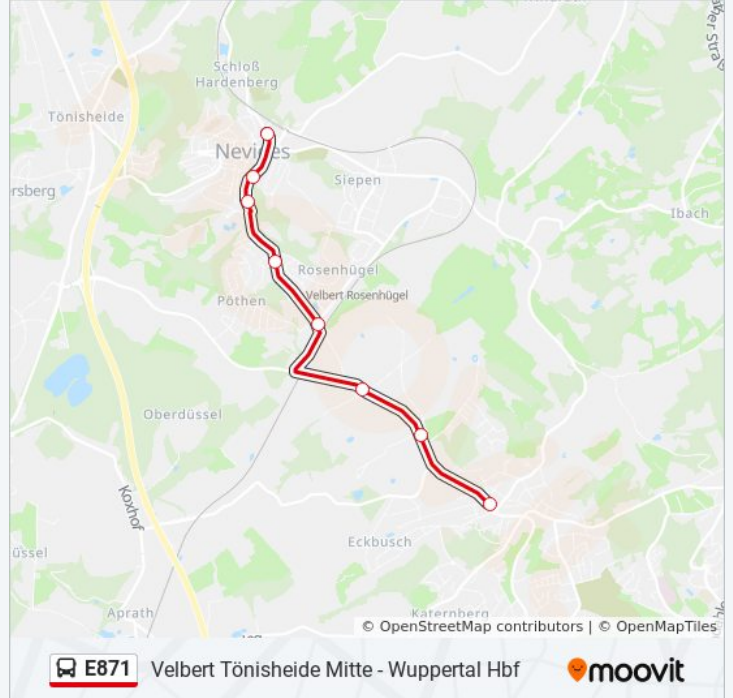 Schloß
Hardenberg
Tönisheide
Neviges
Siepen
ersberg
Ibach
Rosenhügel
Velbert Rosenhügel
Pöthen
Oberdüssel
Koxhof
Eckbusch
üssel
Aprath
Katernberg
© OpenStreetMap contributors | © OpenMapTiles
E871 Velbert Tönisheide Mitte - Wuppertal Hbf moovit